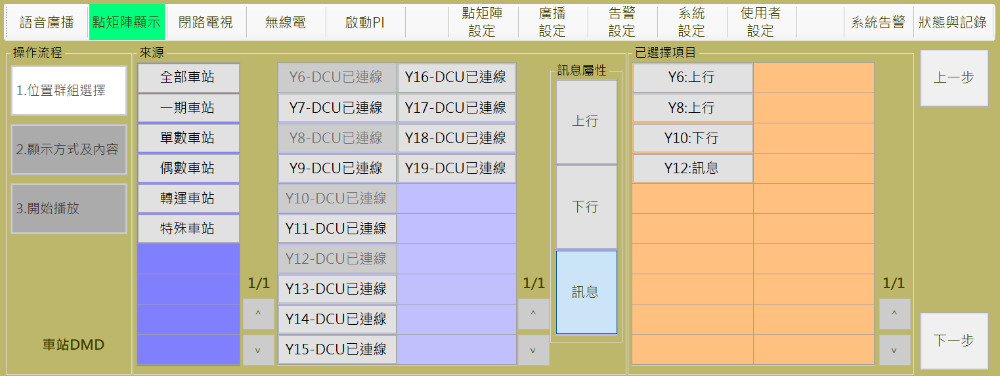 語音廣播
點矩陣顯示
閉路電視
無線電
啟動PI
點矩陣
設定
廣播
設定
告警
設定
系統
設定
使用者
設定
系統告警
狀態與記錄
操作流程
1.位置群組選擇
2.顯示方式及內容
3.開始播放
車站DMD
來源
全部車站
一期車站
單數車站
偶數車站
轉運車站
特殊車站
1/1
^
v
Y6-DCU已連線
Y7-DCU已連線
Y8-DCU已連線
Y9-DCU已連線
Y10-DCU已連線
Y11-DCU已連線
Y12-DCU已連線
Y13-DCU已連線
Y14-DCU已連線
Y15-DCU已連線
Y16-DCU已連線
Y17-DCU已連線
Y18-DCU已連線
Y19-DCU已連線
1/1
^
v
訊息屬性
上行
下行
訊息
已選擇項目
Y6:上行
Y8:上行
Y10:下行
Y12:訊息
1/1
^
v
上一步
下一步